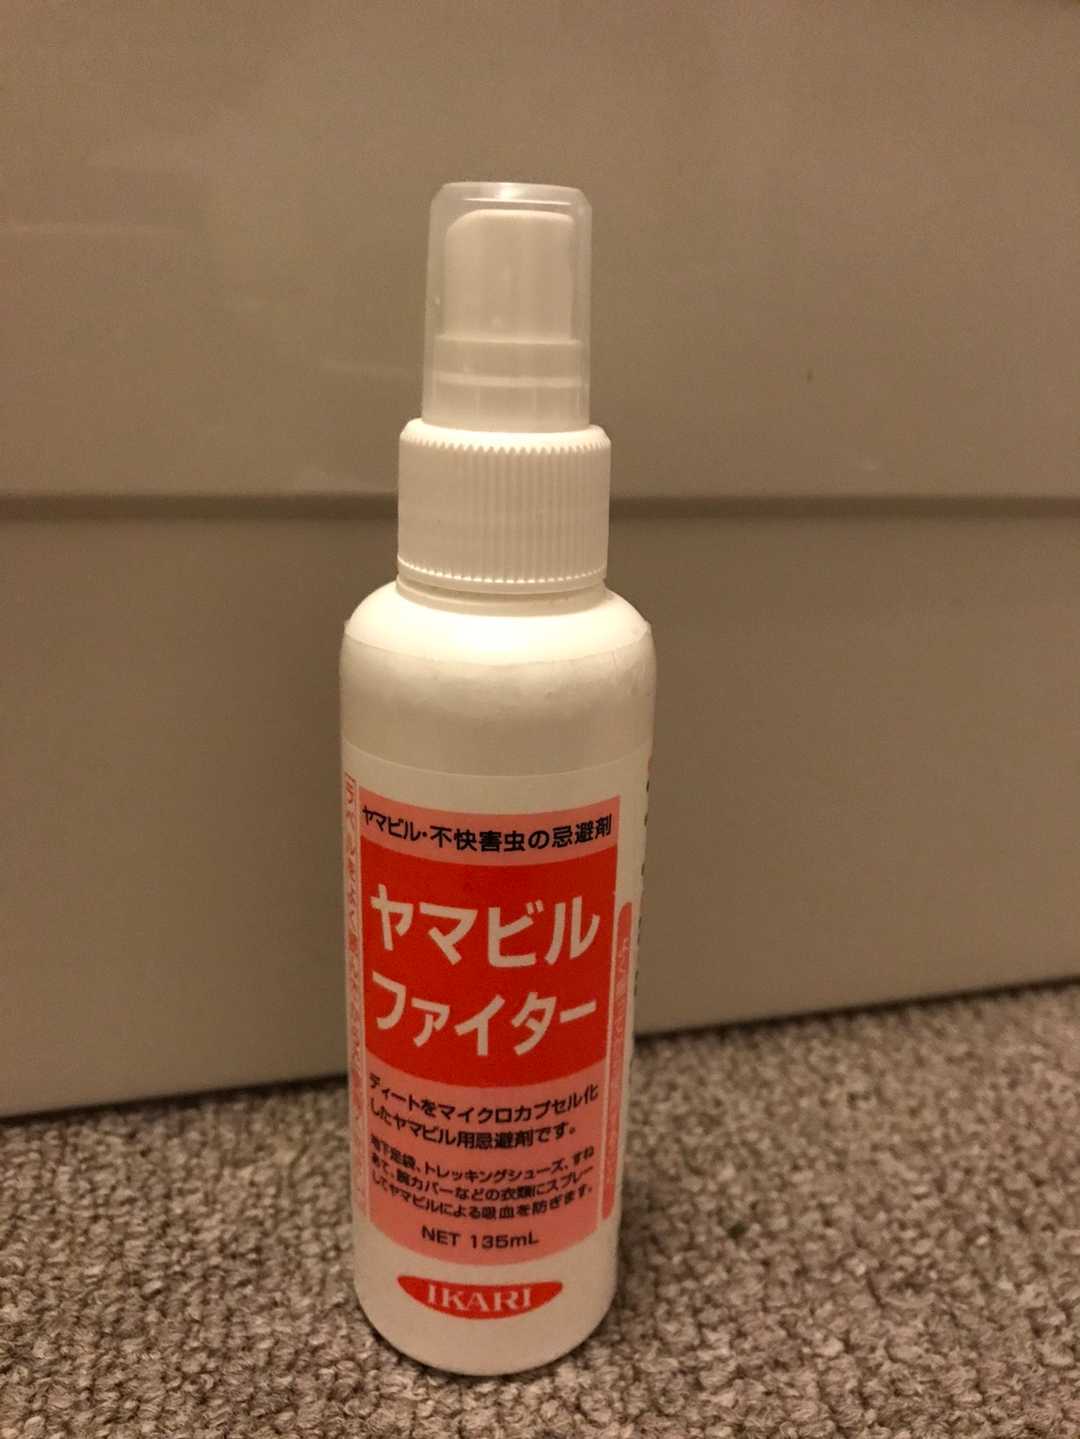 ヤマビル・不快害虫の忌避剤
ヤマビル
ファイター
ディートをマイクロカプセル化
したヤマビル用忌避剤です。
地下足袋、トレッキングシューズ、すね
あて、腕カバーなどの衣類にスプレー
してヤマビルによる吸血を防ぎます。
NET 135mL
IKARI